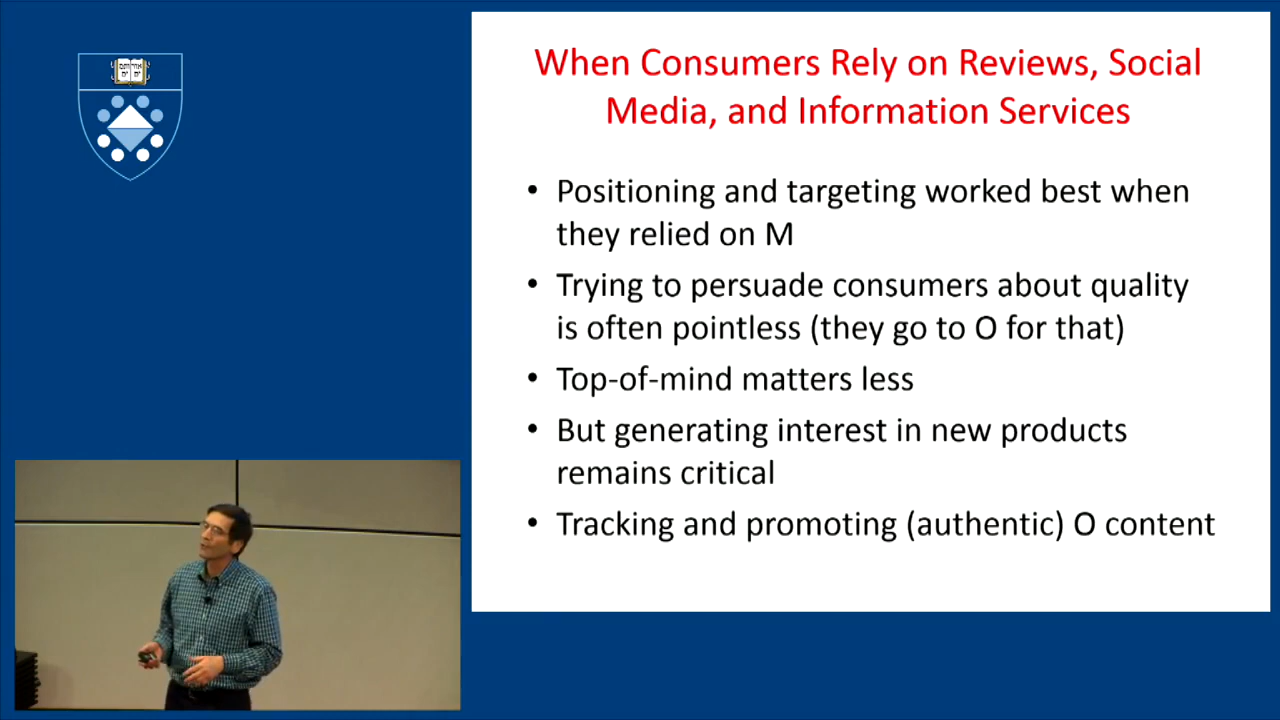 When Consumers Rely on Reviews, Social
Media, and Information Services
• Positioning and targeting worked best when
they relied on M
• Trying to persuade consumers about quality
is often pointless (they go to O for that)
• Top-of-mind matters less
• But generating interest in new products
remains critical
• Tracking and promoting (authentic) O content